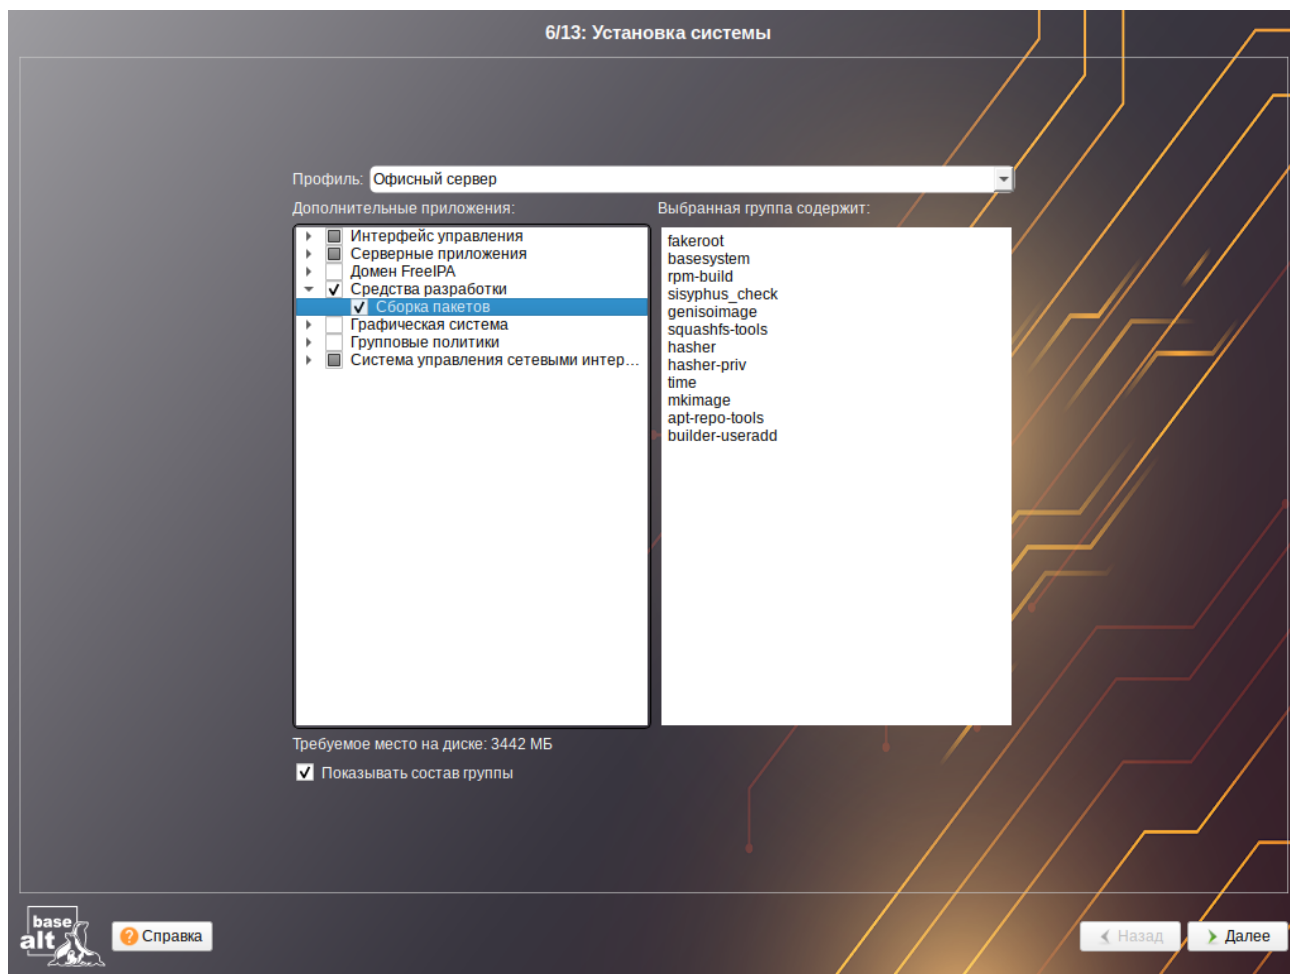 6/13: Установка системы
Профиль: Офисный сервер
Дополнительные приложения:
Интерфейс управления
Серверные приложения
Домен FreeIPA
Средства разработки
Сборка пакетов
Графическая система
Групповые политики
Система управления сетевыми интер...
Выбранная группа содержит:
fakeroot
basesystem
rpm-build
sisyphus_check
genisoimage
squashfs-tools
hasher
hasher-priv
time
mkimage
apt-repo-tools
builder-useradd
Требуемое место на диске: 3442 МБ
Показывать состав группы
base
alt
Справка
Назад
Далее